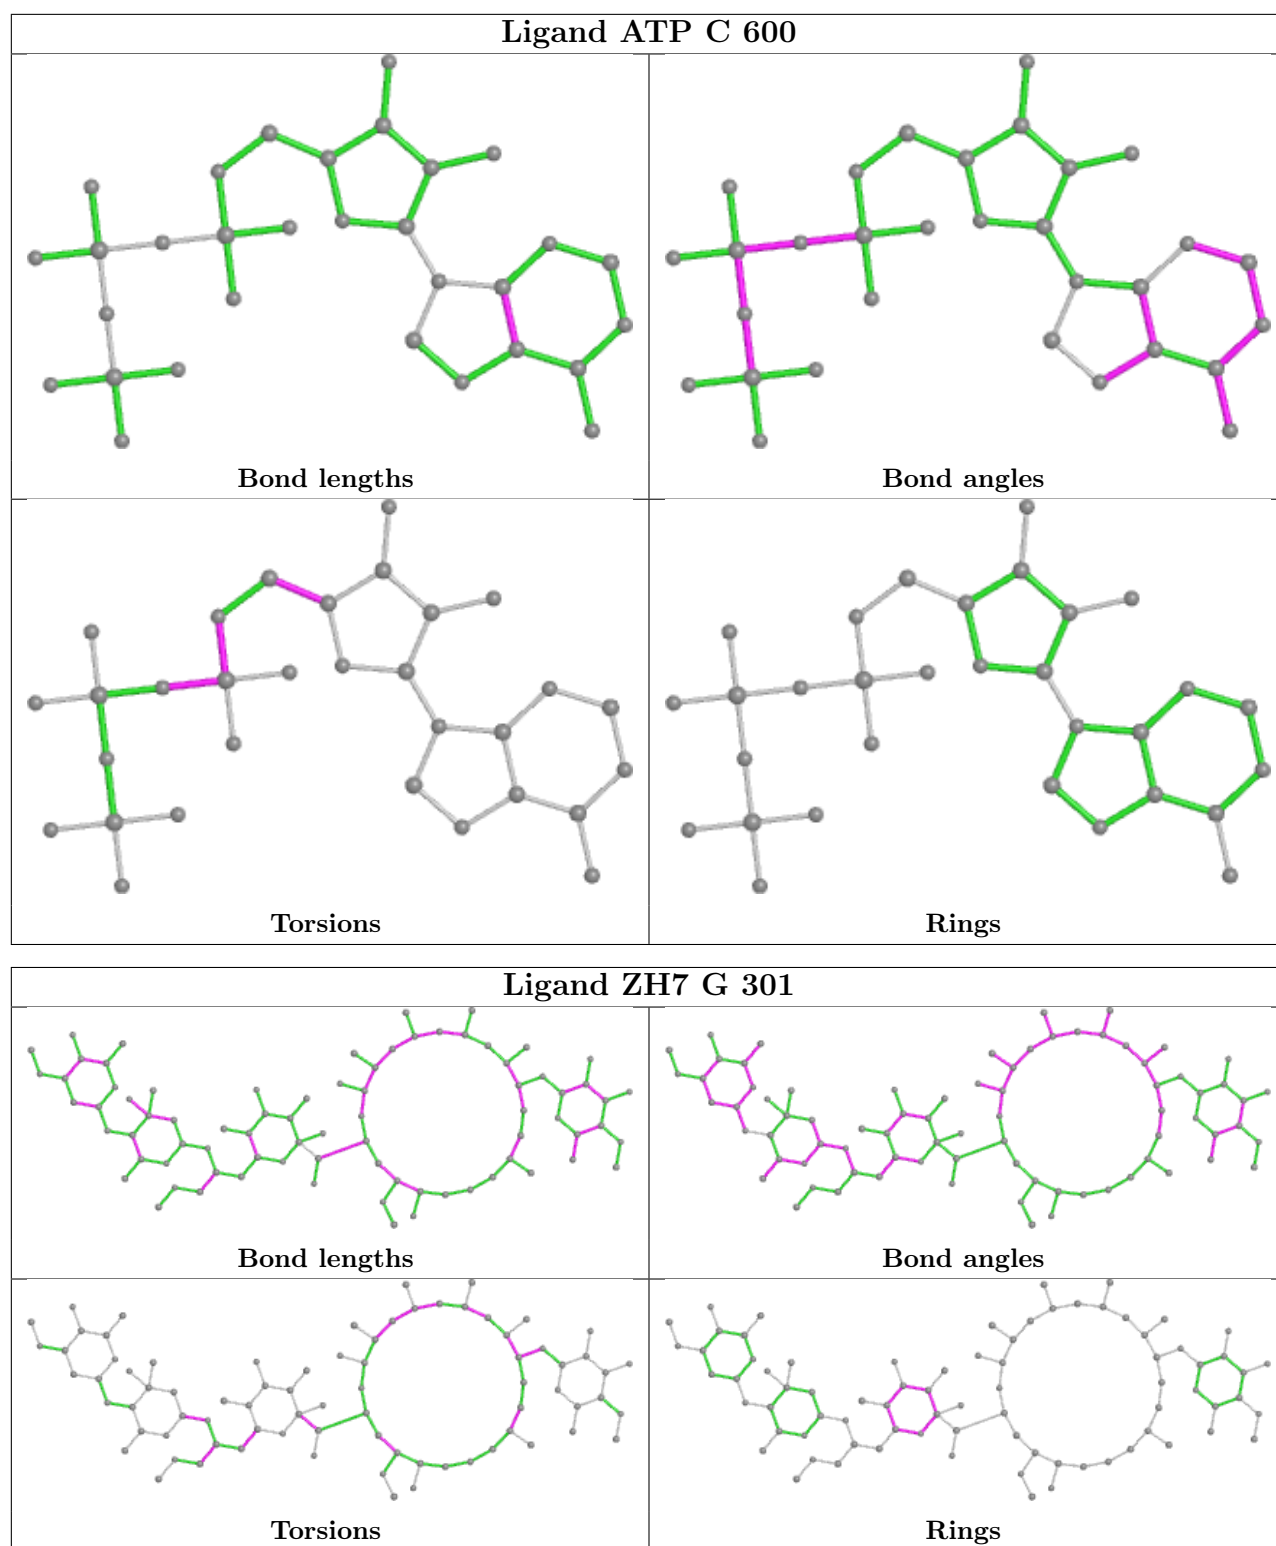 Ligand ATP C 600
Bond lengths
Bond angles
Torsions
Rings
Ligand ZH7 G 301
Bond lengths
Bond angles
Torsions
Rings